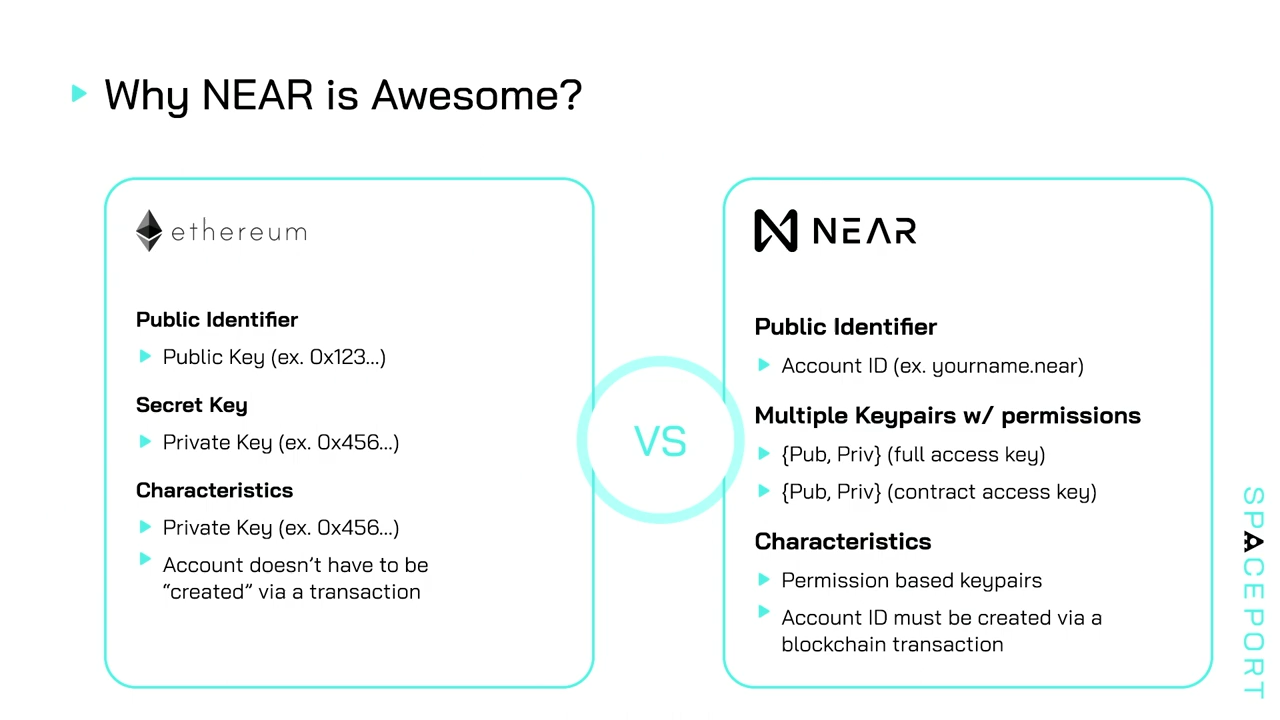 Why NEAR is Awesome?
ethereum
Public Identifier
Public Key (ex. 0x123...)
Secret Key
Private Key (ex. 0x456...)
Characteristics
Private Key (ex. 0x456...)
Account doesn't have to be
“created” via a transaction
VS
NEAR
Public Identifier
Account ID (ex. yourname.near)
Multiple Keypairs w/ permissions
{Pub, Priv} (full access key)
{Pub, Priv} (contract access key)
Characteristics
Permission based keypairs
Account ID must be created via a
blockchain transaction
SPACEPORT